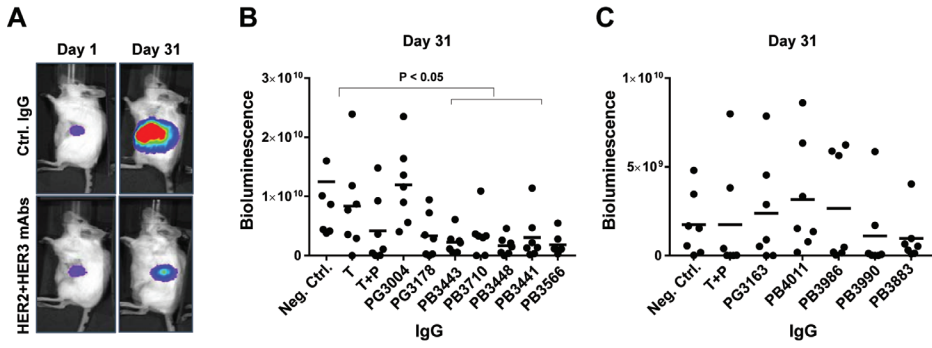 A
Day 1
Day 31
Ctrl. IgG
HER2+HER3 mAbs
B
Day 31
P < 0.05
Bioluminescence
3×10¹⁰
2×10¹⁰
1×10¹⁰
0
Neg. Ctrl.
T
T+P
PG3004
PG3178
PB3443
PB3710
PB3448
PB3441
PB3566
IgG
C
Day 31
Bioluminescence
1×10¹⁰
5×10⁹
0
Neg. Ctrl.
T+P
PG3163
PB4011
PB3986
PB3990
PB3883
IgG